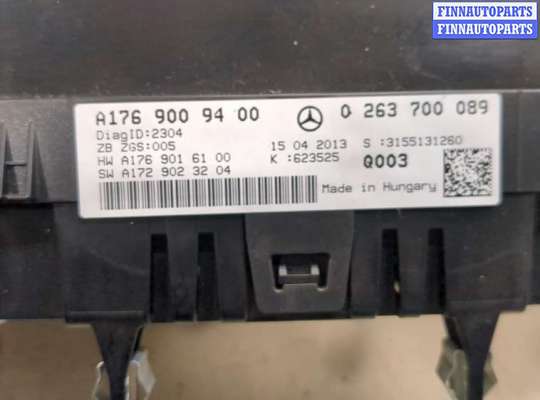 FINNAUTOPARTS
FINNAUTOPARTS
A176 900 94 00 0 263 700 089
DiagID:2304
ZB ZGS:005 15 04 2013 S :3155131260
HW A176 901 61 00 K :623525 Q003
SW A172 902 32 04
Made in Hungary